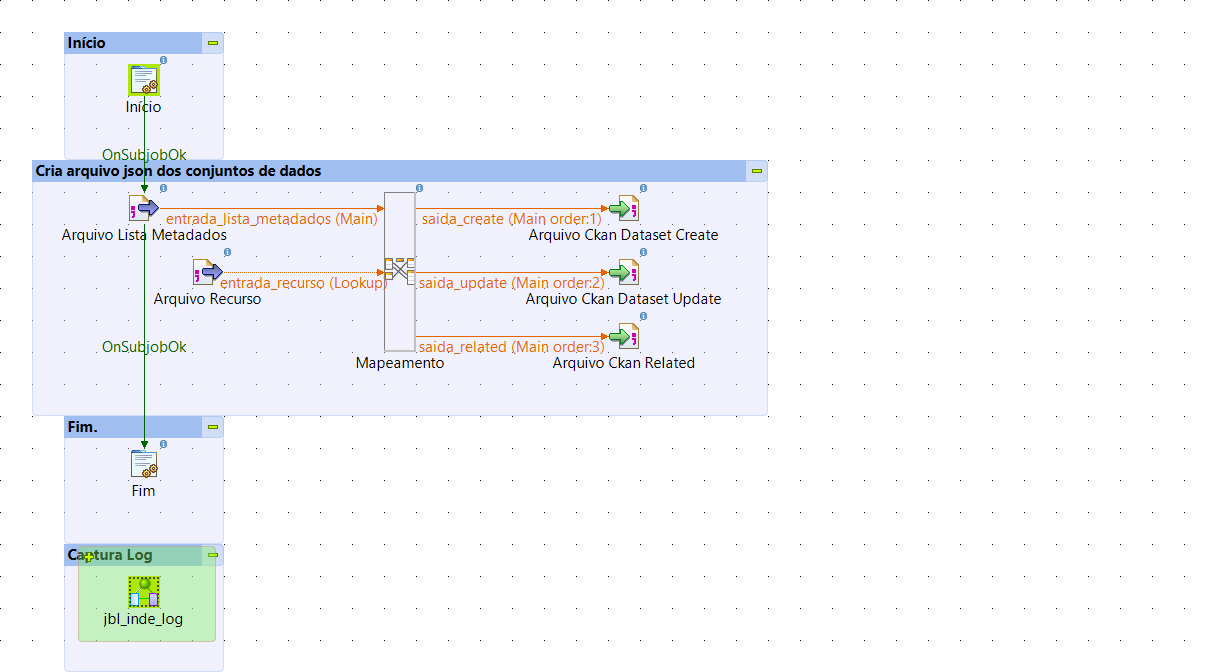 Início
Início
OnSubjobOk
Cria arquivo json dos conjuntos de dados
entrada_lista_metadados (Main)
saida_create (Main order:1)
Arquivo Lista Metadados
Arquivo Ckan Dataset Create
entrada_recurso (Lookup)
saida_update (Main order:2)
Arquivo Recurso
Arquivo Ckan Dataset Update
OnSubjobOk
saida_related (Main order:3)
Mapeamento
Arquivo Ckan Related
Fim.
Fim
Captura Log
jbl_inde_log